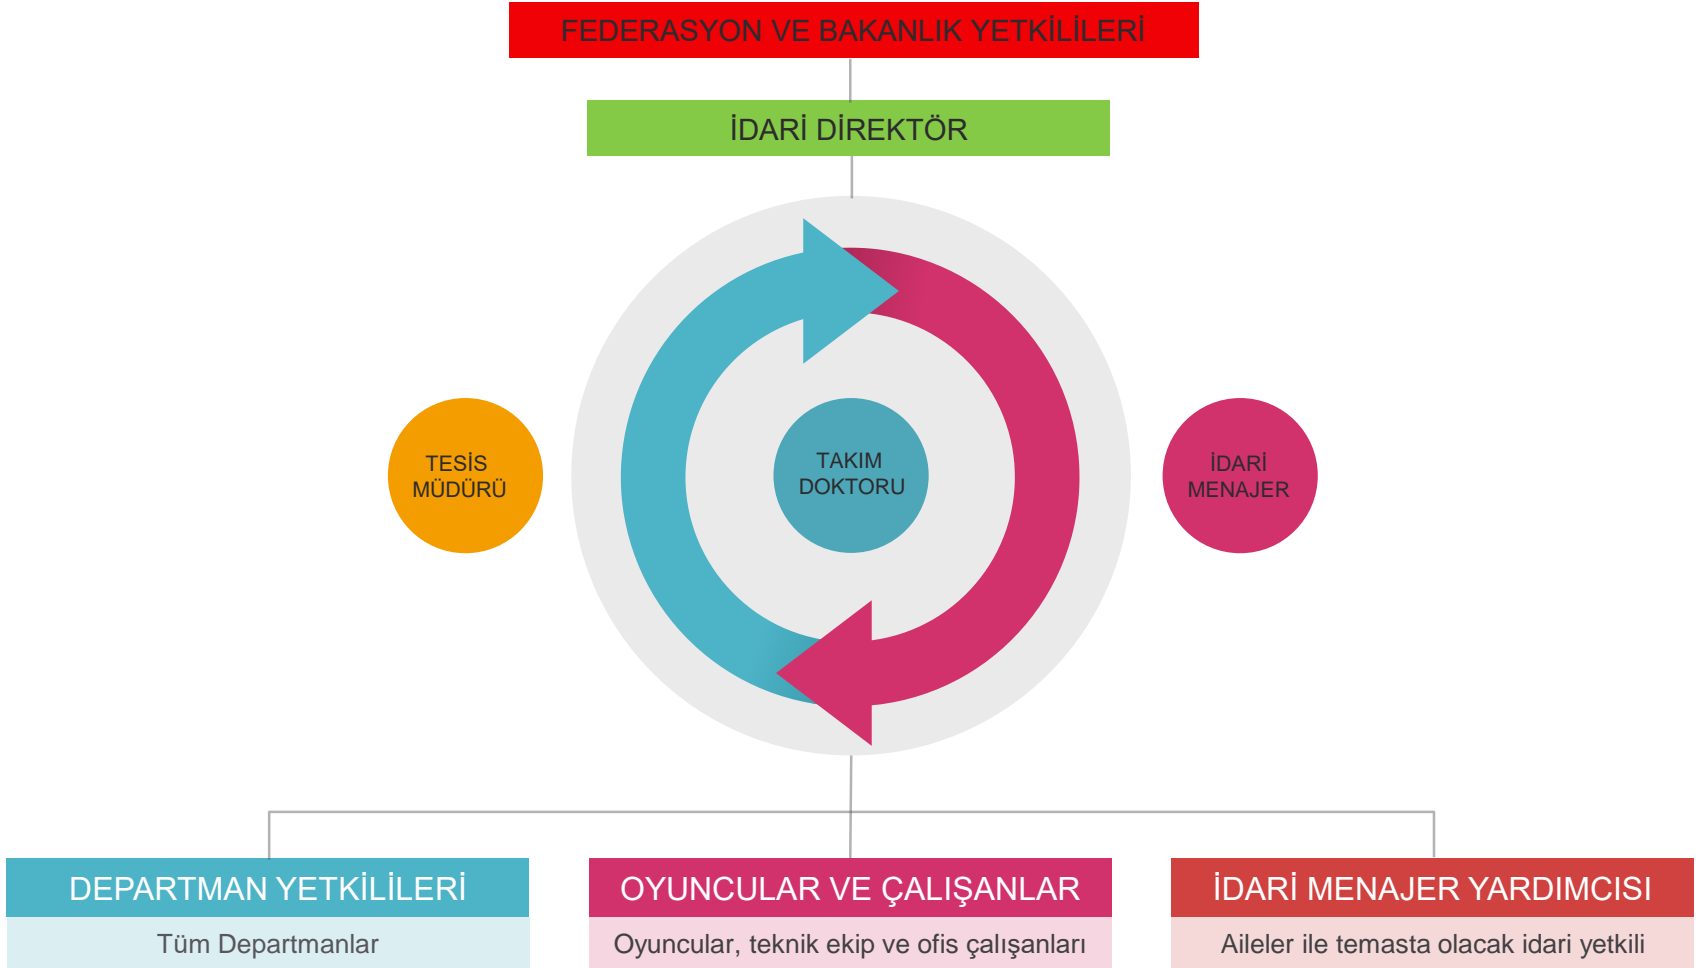 FEDERASYON VE BAKANLIK YETKİLİLERİ
İDARİ DİREKTÖR
TESİS
MÜDÜRÜ
TAKIM
DOKTORU
İDARİ
MENAJER
DEPARTMAN YETKİLİLERİ
Tüm Departmanlar
OYUNCULAR VE ÇALIŞANLAR
Oyuncular, teknik ekip ve ofis çalışanları
İDARİ MENAJER YARDIMCISI
Aileler ile temasta olacak idari yetkili